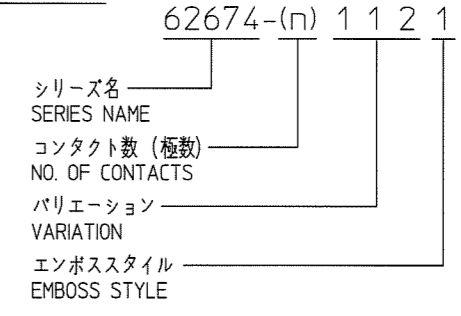 62674-(n) 1 1 2 1
シリーズ名
SERIES NAME
コンタクト数 (極数)
NO. OF CONTACTS
バリエーション
VARIATION
エンボススタイル
EMBOSS STYLE